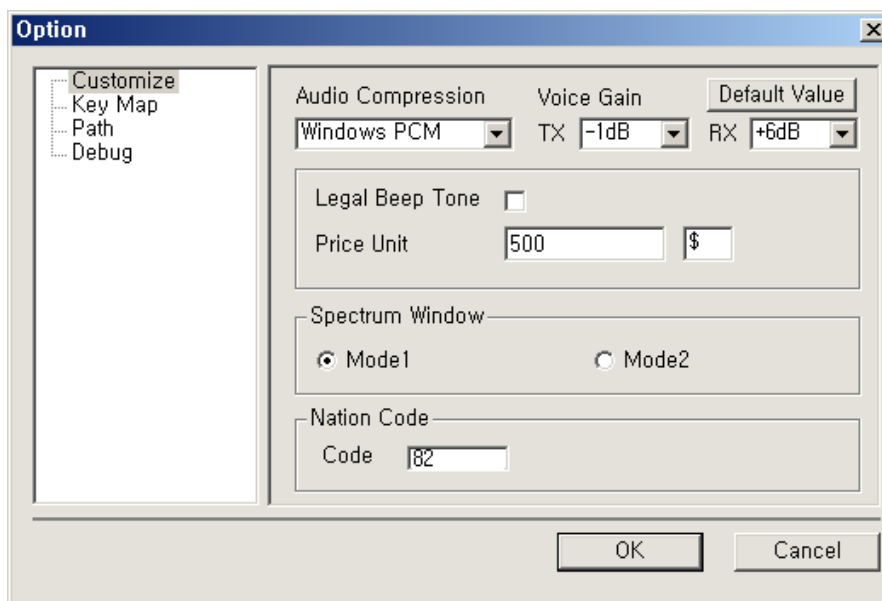 Option
Customize
Key Map
Path
Debug
Audio Compression
Voice Gain
Default Value
Windows PCM
TX
-1dB
RX
+6dB
Legal Beep Tone
Price Unit
500
$
Spectrum Window
Mode1
Mode2
Nation Code
Code
82
OK
Cancel